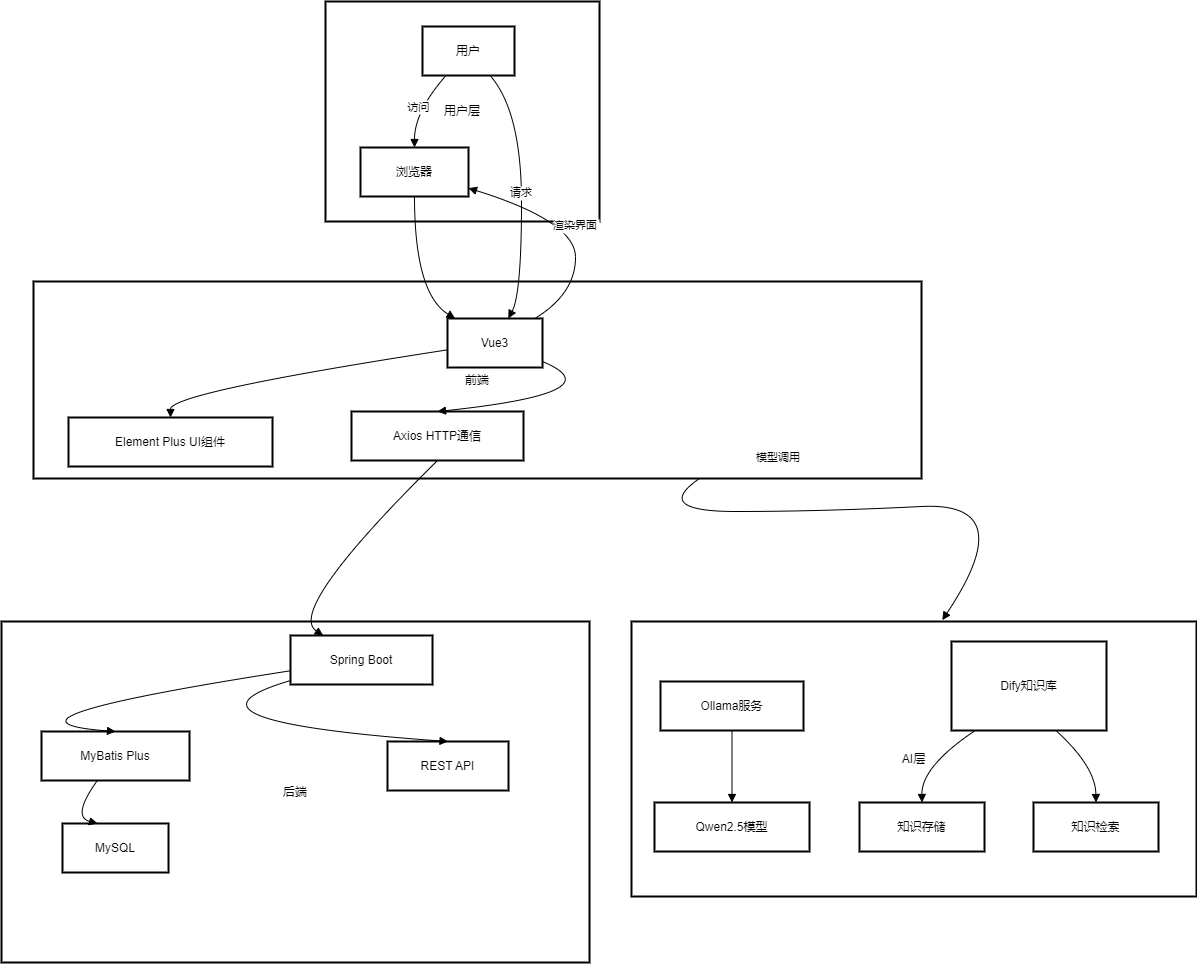 用户
访问
用户层
浏览器
请求
渲染界面
Vue3
前端
Element Plus UI组件
Axios HTTP通信
模型调用
Spring Boot
MyBatis Plus
REST API
后端
MySQL
Dify知识库
Ollama服务
AI层
Qwen2.5模型
知识存储
知识检索